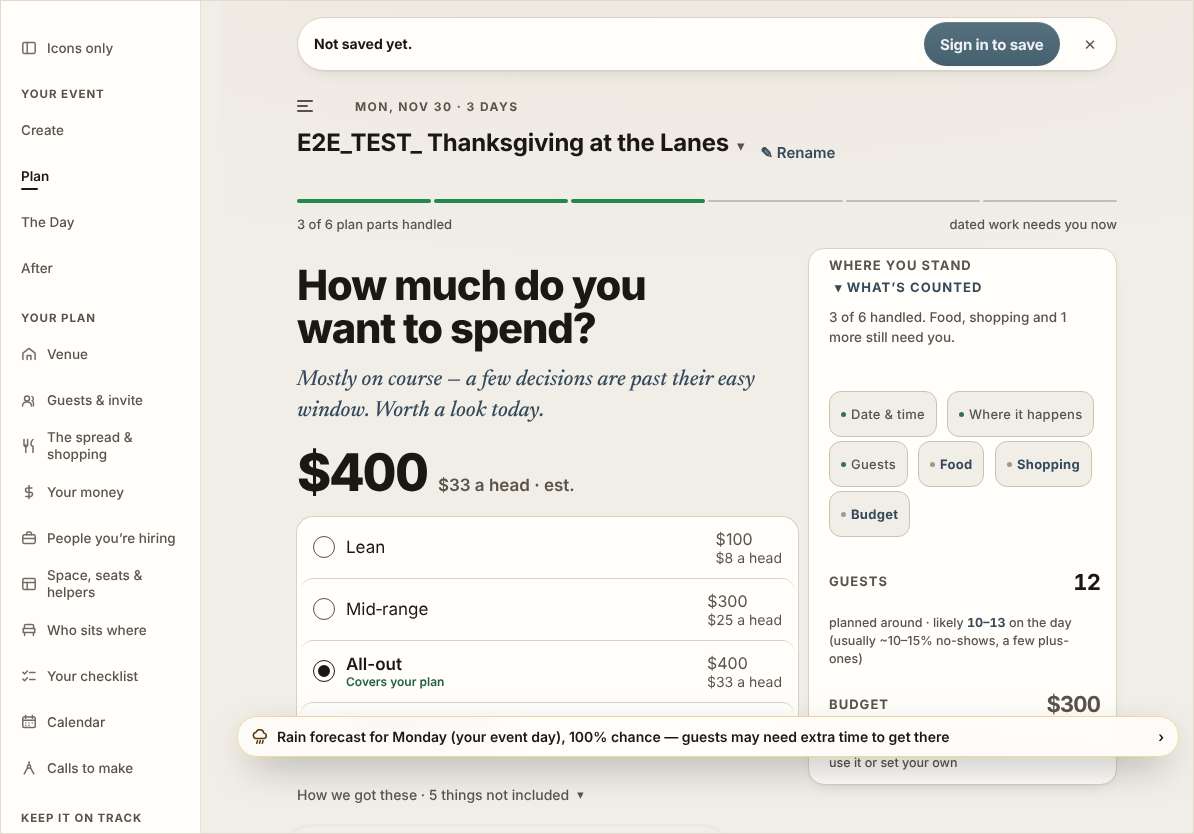 Icons only
YOUR EVENT
Create
Plan
The Day
After
YOUR PLAN
Venue
Guests & invite
The spread &
shopping
Your money
People you’re hiring
Space, seats &
helpers
Who sits where
Your checklist
Calendar
Calls to make
KEEP IT ON TRACK
Not saved yet.
Sign in to save
MON, NOV 30 · 3 DAYS
E2E_TEST_ Thanksgiving at the Lanes
Rename
3 of 6 plan parts handled
dated work needs you now
How much do you
want to spend?
Mostly on course — a few decisions are past their easy
window. Worth a look today.
$400 $33 a head · est.
Lean
$100
$8 a head
Mid-range
$300
$25 a head
All-out
Covers your plan
$400
$33 a head
How we got these · 5 things not included
WHERE YOU STAND
WHAT’S COUNTED
3 of 6 handled. Food, shopping and 1
more still need you.
Date & time
Where it happens
Guests
Food
Shopping
Budget
GUESTS
12
planned around · likely 10–13 on the day
(usually ~10–15% no-shows, a few plus-
ones)
BUDGET
$300
use it or set your own
Rain forecast for Monday (your event day), 100% chance — guests may need extra time to get there